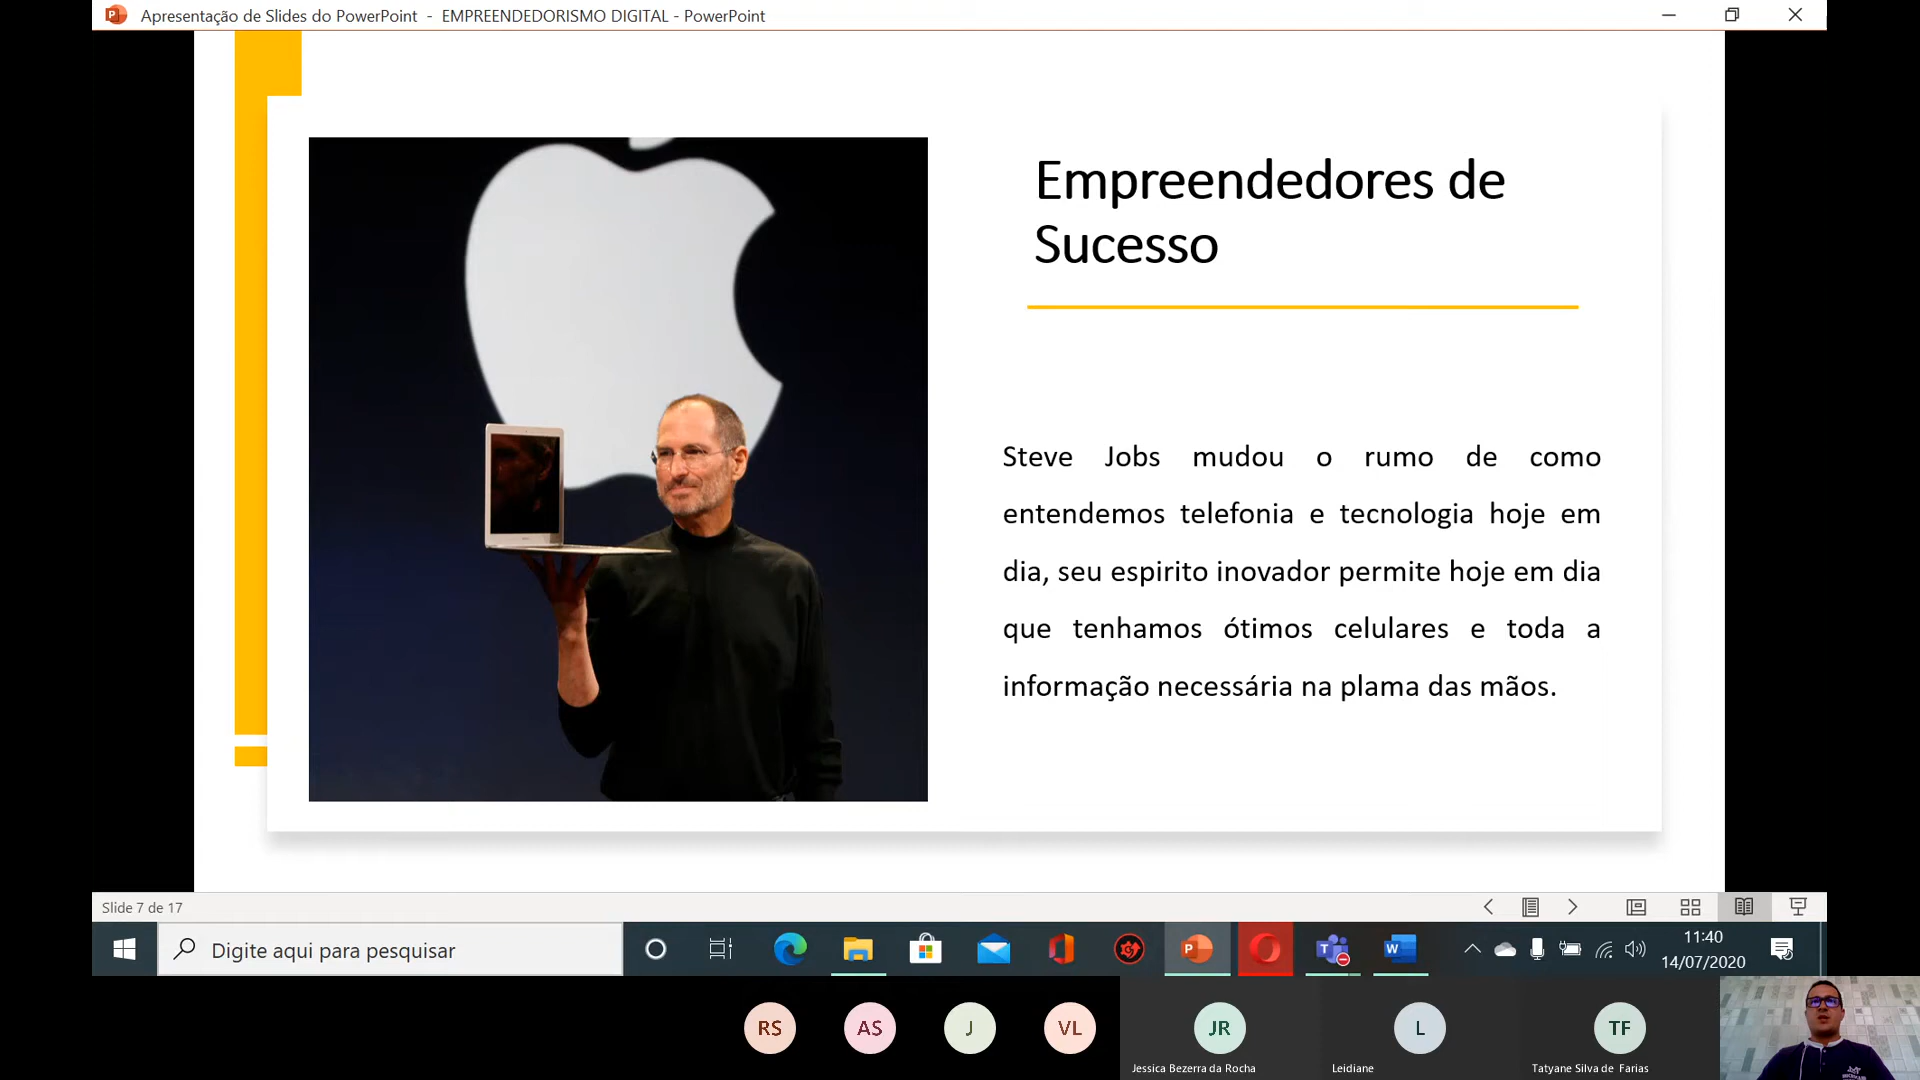 Apresentação de Slides do PowerPoint - EMPREENDEDORISMO DIGITAL - PowerPoint
Empreendedores de
Sucesso
Steve Jobs mudou o rumo de como
entendemos telefonia e tecnologia hoje em
dia, seu espirito inovador permite hoje em dia
que tenhamos ótimos celulares e toda a
informação necessária na plama das mãos.
Slide 7 de 17
Digite aqui para pesquisar
11:40
14/07/2020
RS
AS
J
VL
JR
L
TF
Jessica Bezerra da Rocha
Leidiane
Tatyane Silva de Farias